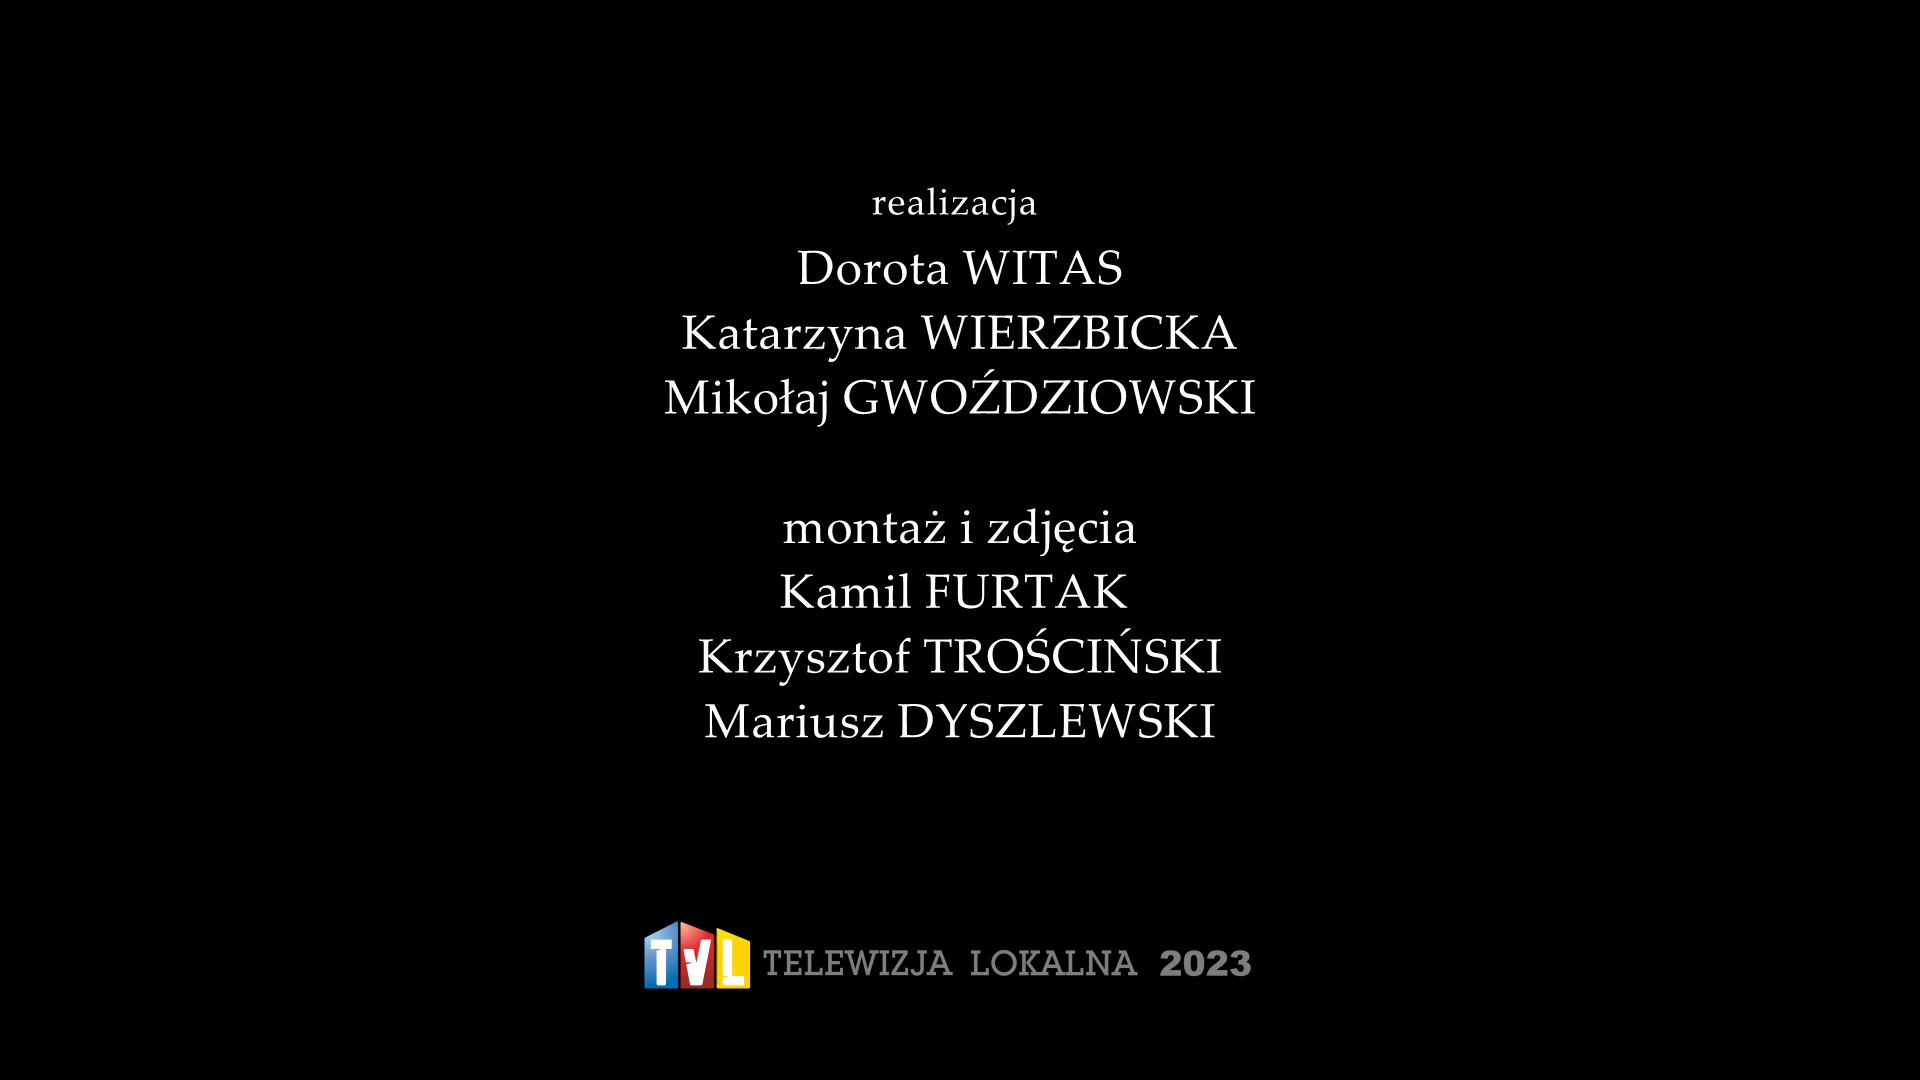 realizacja
Dorota WITAS
Katarzyna WIERZBICKA
Mikołaj GWOŹDZIOWSKI
montaż i zdjęcia
Kamil FURTAK
Krzysztof TROŚCIŃSKI
Mariusz DYSZLEWSKI
TVL TELEWIZJA LOKALNA 2023